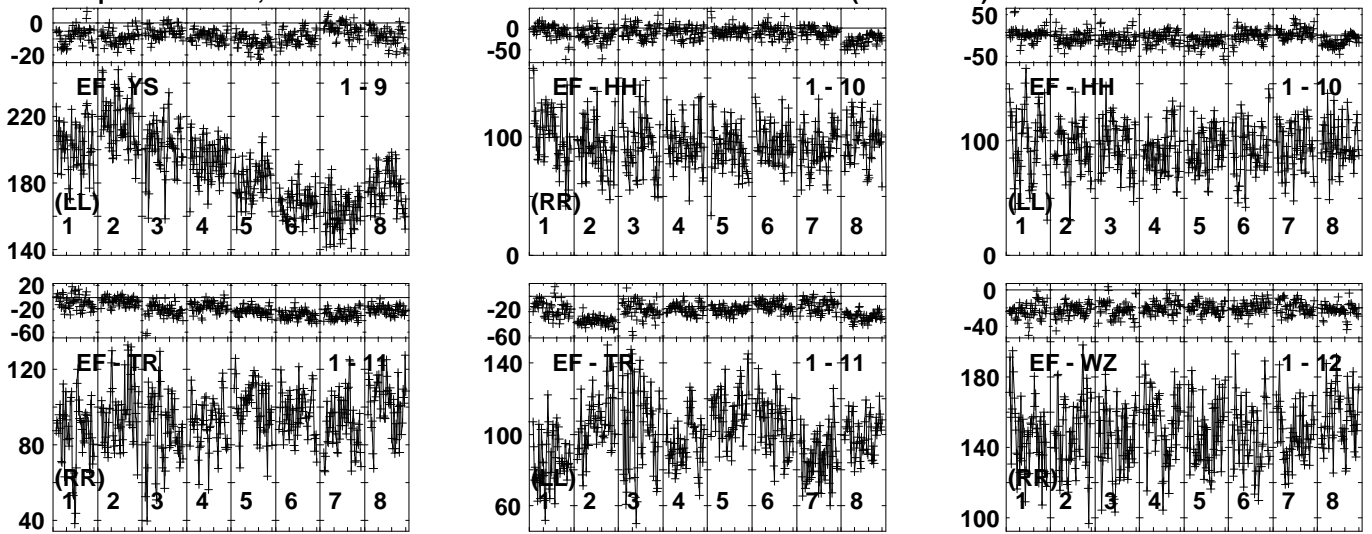 0
-20
EF - YS 1 - 9
220
180
140
(LL)
1 2 3 4 5 6 7 8
0
-50
EF - HH 1 - 10
100
0
(RR)
1 2 3 4 5 6 7 8
50
-50
EF - HH 1 - 10
100
0
(LL)
1 2 3 4 5 6 7 8
20
-20
-60
EF - TR 1 - 11
120
80
40
(RR)
1 2 3 4 5 6 7 8
-20
-60
EF - TR 1 - 11
140
100
60
(LL)
1 2 3 4 5 6 7 8
0
-40
EF - WZ 1 - 12
180
140
100
(RR)
1 2 3 4 5 6 7 8